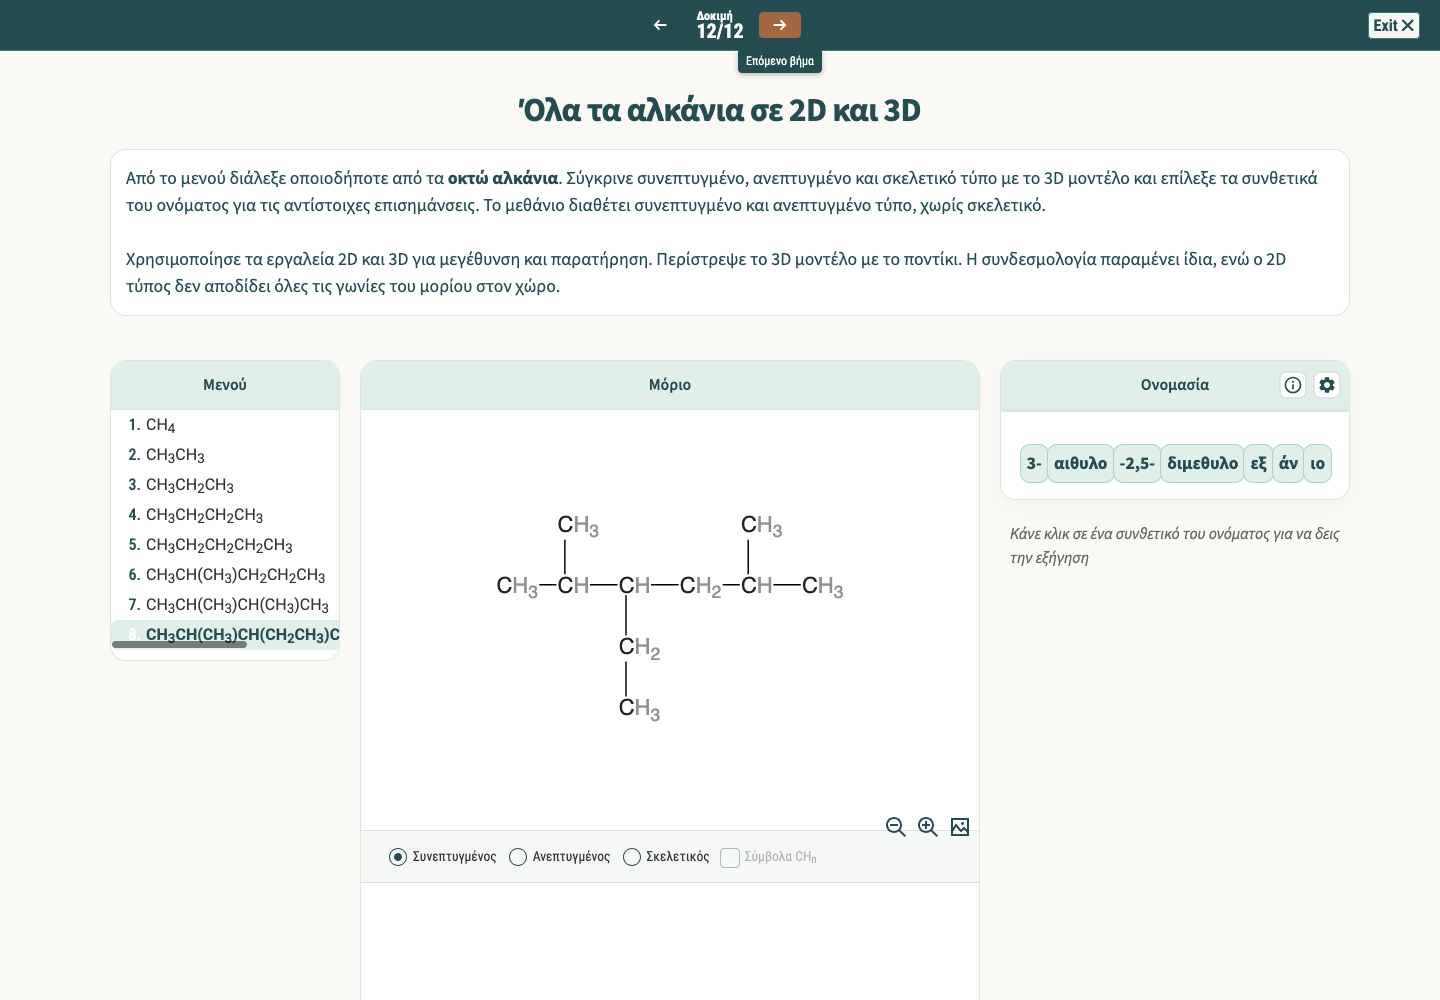 Δοκιμή
12/12
Exit
Επόμενο βήμα
Όλα τα αλκάνια σε 2D και 3D
Από το μενού διάλεξε οποιοδήποτε από τα οκτώ αλκάνια. Σύγκρινε συνεπτυγμένο, ανεπτυγμένο και σκελετικό τύπο με το 3D μοντέλο και επίλεξε τα συνθετικά
του ονόματος για τις αντίστοιχες επισημάνσεις. Το μεθάνιο διαθέτει συνεπτυγμένο και ανεπτυγμένο τύπο, χωρίς σκελετικό.
Χρησιμοποίησε τα εργαλεία 2D και 3D για μεγέθυνση και παρατήρηση. Περίστρεψε το 3D μοντέλο με το ποντίκι. Η συνδεσμολογία παραμένει ίδια, ενώ ο 2D
τύπος δεν αποδίδει όλες τις γωνίες του μορίου στον χώρο.
Μενού
1. CH4
2. CH3CH3
3. CH3CH2CH3
4. CH3CH2CH2CH3
5. CH3CH2CH2CH2CH3
6. CH3CH(CH3)CH2CH2CH3
7. CH3CH(CH3)CH(CH3)CH3
8. CH3CH(CH3)CH(CH2CH3)C
Μόριο
CH3 CH3
CH3 CH CH CH2 CH CH3
CH2
CH3
Συνεπτυγμένος Ανεπτυγμένος Σκελετικός Σύμβολα CHn
Ονομασία
3- αιθυλο -2,5- διμεθυλο εξ άν ιο
Κάνε κλικ σε ένα συνθετικό του ονόματος για να δεις
την εξήγηση